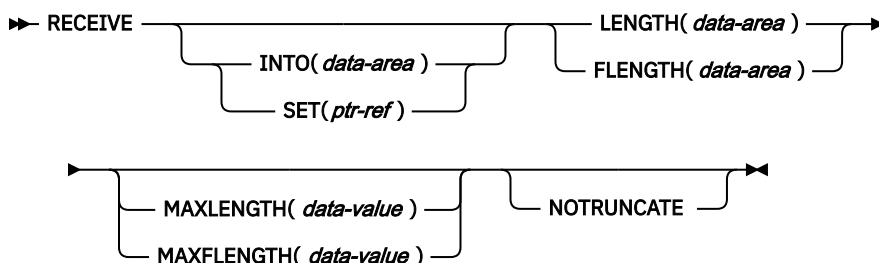 RECEIVE LENGTH( data-area )
INTO( data-area ) FLENGTH( data-area )
SET( ptr-ref )
MAXLENGTH( data-value ) NOTRUNCATE
MAXFLENGTH( data-value )